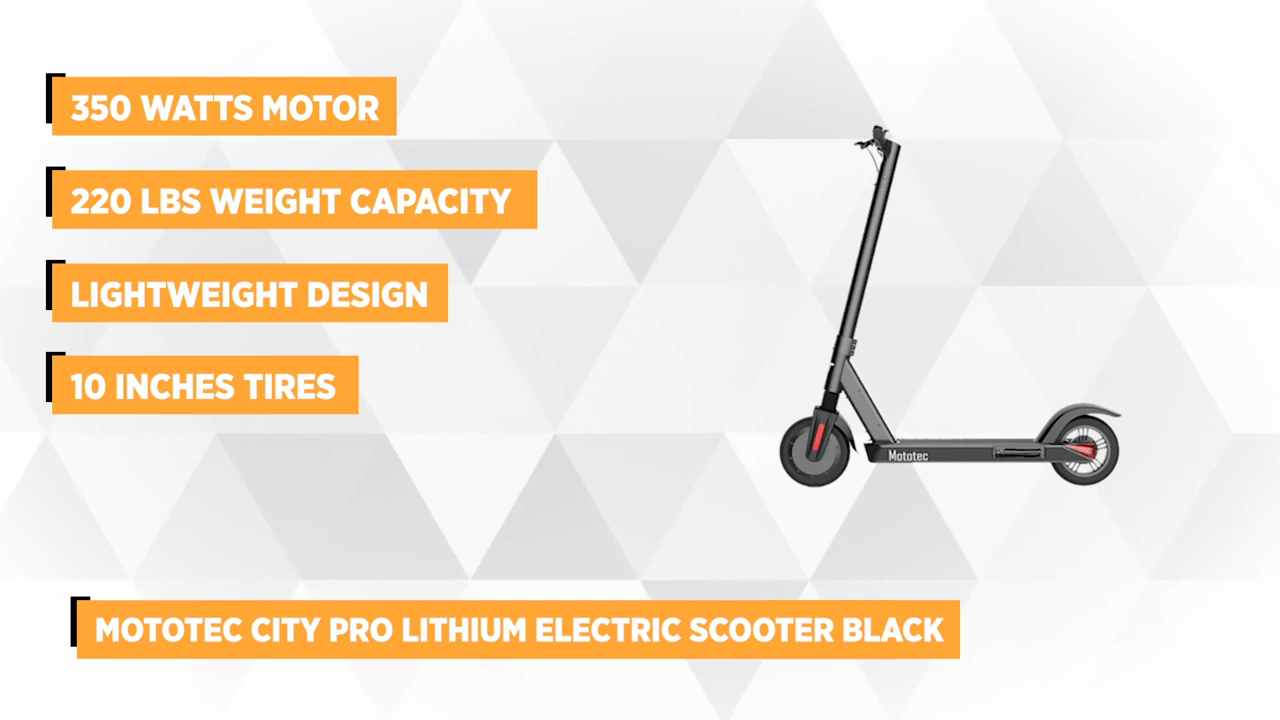 350 WATTS MOTOR
220 LBS WEIGHT CAPACITY
LIGHTWEIGHT DESIGN
10 INCHES TIRES
Mototec
MOTOTEC CITY PRO LITHIUM ELECTRIC SCOOTER BLACK